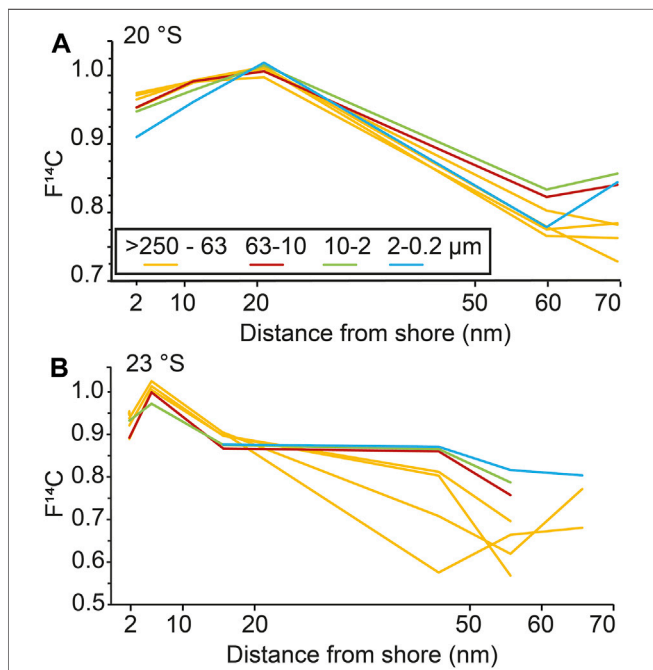 A
20 °S
1.0
0.9
0.8
0.7
F¹⁴C
>250 - 63 63-10 10-2 2-0.2 µm
2 10 20 50 60 70
Distance from shore (nm)
B
23 °S
1.0
0.9
0.8
0.7
0.6
0.5
F¹⁴C
2 10 20 50 60 70
Distance from shore (nm)